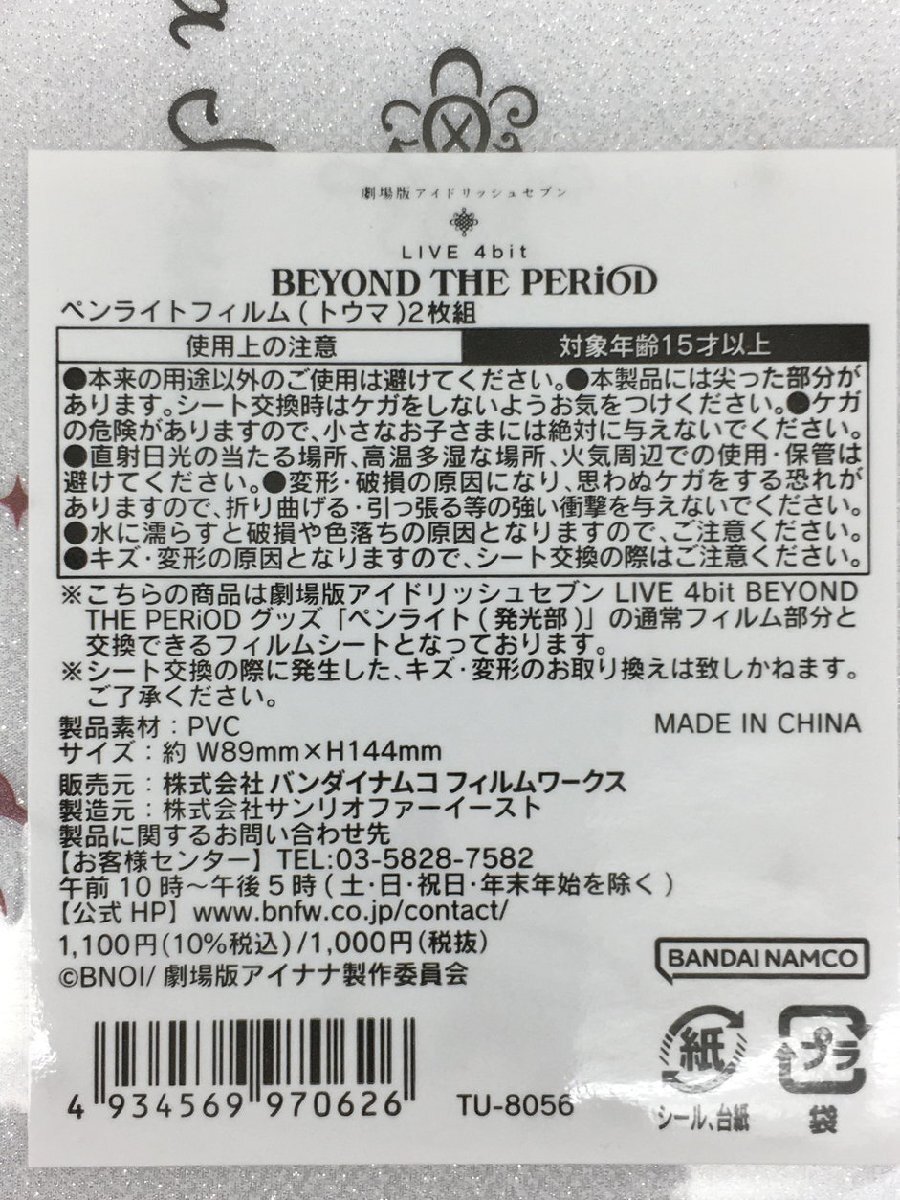 劇場版アイドリッシュセブン
LIVE 4bit
BEYOND THE PERiOD
ペンライトフィルム(トウマ)2枚組
使用上の注意 対象年齢15才以上
●本来の用途以外のご使用は避けてください。●本製品には尖った部分が
あります。シート交換時はケガをしないようお気をつけください。●ケガ
の危険がありますので、小さなお子さまには絶対に与えないでください。
●直射日光の当たる場所、高温多湿な場所、火気周辺での使用・保管は
避けてください。●変形・破損の原因になり、思わぬケガをする恐れが
ありますので、折り曲げる・引っ張る等の強い衝撃を与えないでください。
●水に濡らすと破損や色落ちの原因となりますので、ご注意ください。
●キズ・変形の原因となりますので、シート交換の際はご注意ください。
※こちらの商品は劇場版アイドリッシュセブン LIVE 4bit BEYOND
THE PERiOD グッズ「ペンライト(発光部)」の通常フィルム部分と
交換できるフィルムシートとなっております。
※シート交換の際に発生した、キズ・変形のお取り換えは致しかねます。
ご了承ください。
製品素材：PVC MADE IN CHINA
サイズ：約 W89mm×H144mm
販売元：株式会社 バンダイナムコ フィルムワークス
製造元：株式会社サンリオファーイースト
製品に関するお問い合わせ先
【お客様センター】TEL:03-5828-7582
午前10時〜午後5時(土・日・祝日・年末年始を除く)
【公式HP】www.bnfw.co.jp/contact/
1,100円(10%税込)/1,000円(税抜)
©BNOI/劇場版アイナナ製作委員会
BANDAI NAMCO
紙 プラ
シール、台紙 袋
4 934569 970626 TU-8056